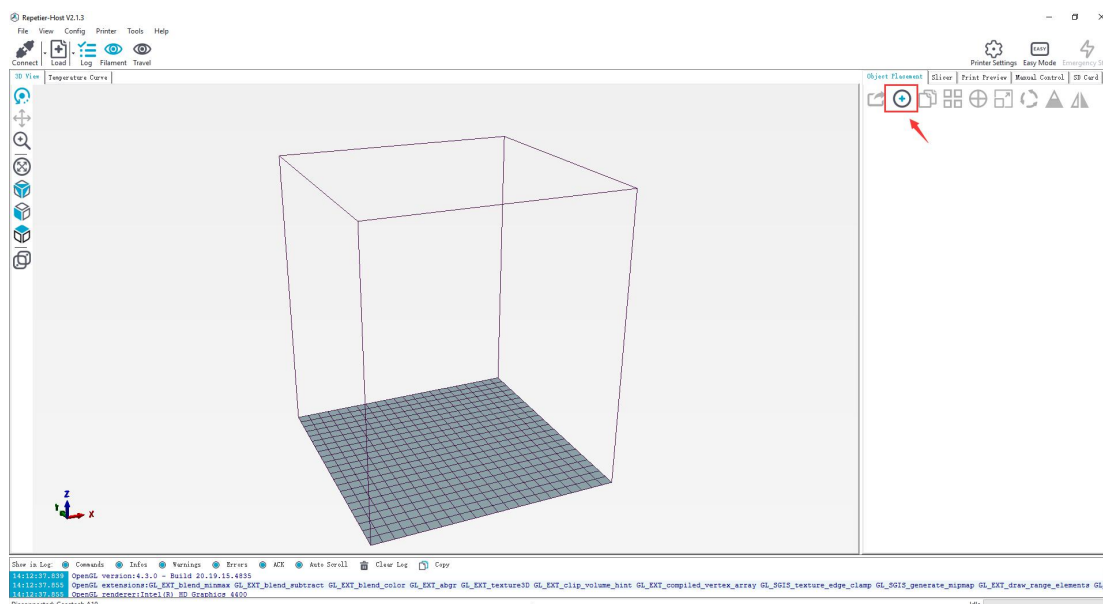 Repetier-Host V2.1.3
File View Config Printer Tools Help
Connect Load Log Filament Travel
Printer Settings Easy Mode Emergency St
EASY
3D View Temperature Curve
Object Placement Slicer Print Preview Manual Control SD Card
Z
Y
X
Show in Log: Commands Infos Warnings Errors ACK Auto Scroll Clear Log Copy
14:12:37.839 OpenGL version:4.3.0 - Build 20.19.15.4835
14:12:37.855 OpenGL extensions:GL_EXT_blend_minmax GL_EXT_blend_subtract GL_EXT_blend_color GL_EXT_abgr GL_EXT_texture3D GL_EXT_clip_volume_hint GL_EXT_compiled_vertex_array GL_SGIS_texture_edge_clamp GL_SGIS_generate_mipmap GL_EXT_draw_range_elements GL
14:12:37.855 OpenGL renderer:Intel(R) HD Graphics 4400